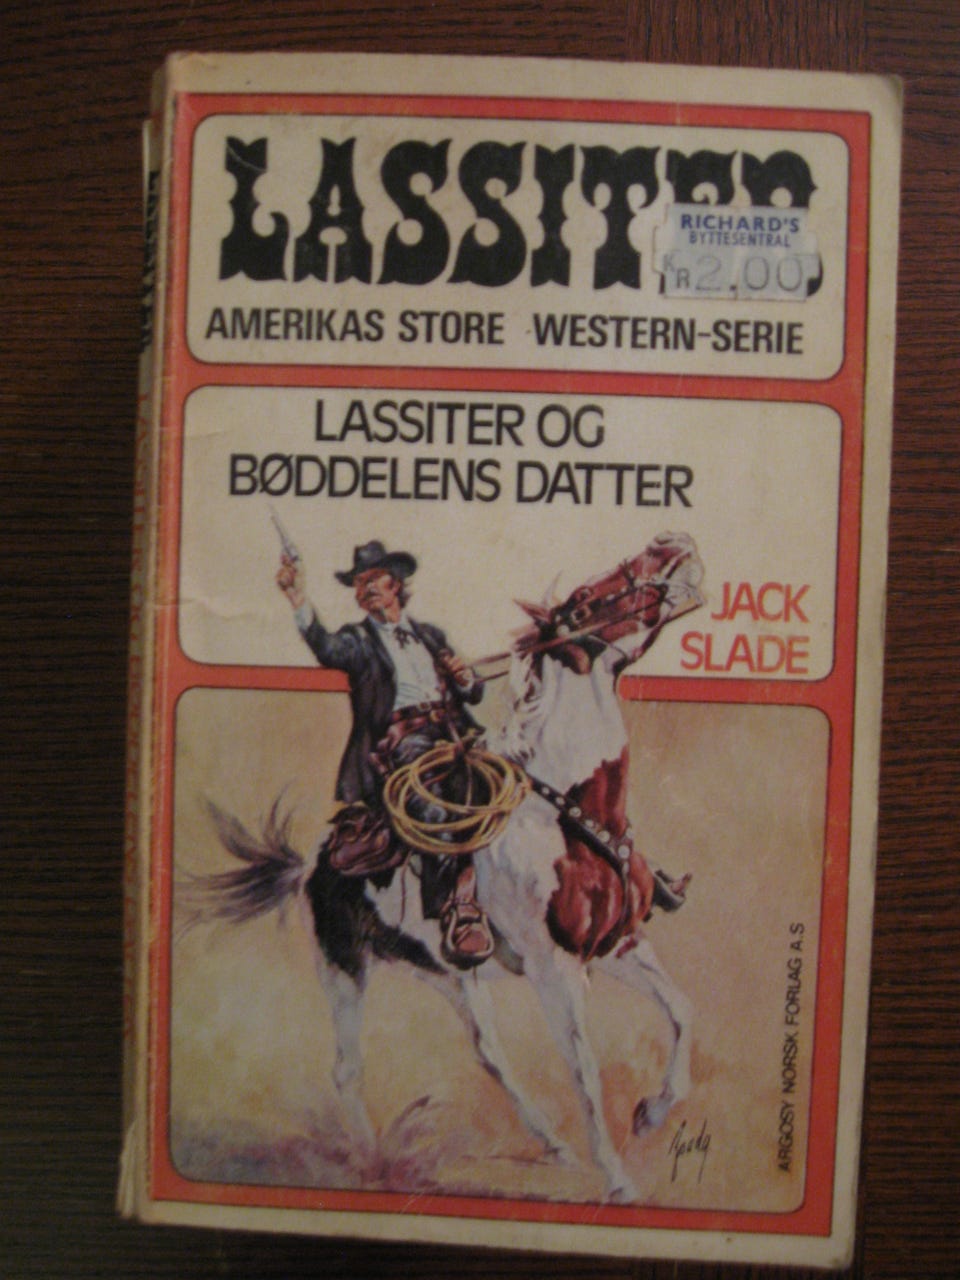 LASSITER
RICHARD'S
BYTTESENTRAL
KR 2.00
AMERIKAS STORE WESTERN-SERIE
LASSITER OG
BØDDELENS DATTER
JACK
SLADE
ARGOSY NORSK FORLAG A.S